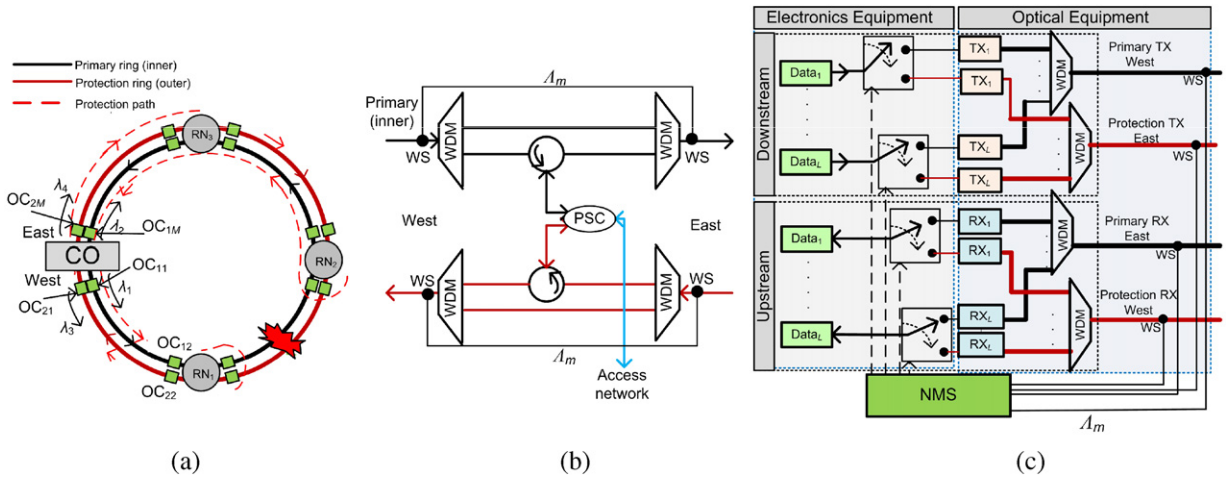 Primary ring (inner)
Protection ring (outer)
Protection path
RN₃
λ₄
OC₂M
East
λ₂
OC₁M
CO
RN₂
West
OC₁₁
λ₁
OC₂₁
λ₃
OC₁₂
RN₁
OC₂₂
(a)
Λm
Primary
(inner)
WS
WDM
WDM
WS
West
PSC
East
WS
WDM
WDM
WS
Λm
Access
network
(b)
Electronics Equipment
Optical Equipment
Downstream
Data₁
TX₁
TX₁
WDM
Primary TX
West
WS
DataL
TXL
TXL
WDM
Protection TX
East
WS
Upstream
Data₁
RX₁
RX₁
WDM
Primary RX
East
WS
DataL
RXL
RXL
WDM
Protection RX
West
WS
NMS
Λm
(c)